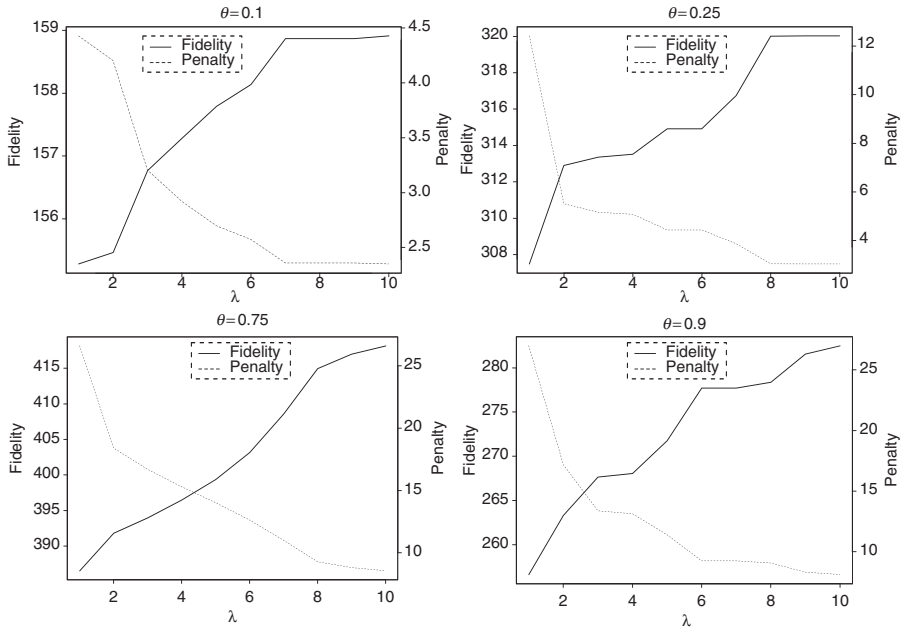 θ=0.1
Fidelity
Penalty
159
158
157
156
Fidelity
4.5
4.0
3.5
3.0
2.5
Penalty
2 4 6 8 10
λ
θ=0.25
Fidelity
Penalty
320
320
316
314
312
310
308
Fidelity
12
10
8
6
4
Penalty
2 4 6 8 10
λ
θ=0.75
Fidelity
Penalty
415
410
405
400
395
390
Fidelity
25
20
15
10
Penalty
2 4 6 8 10
λ
θ=0.9
Fidelity
Penalty
280
275
270
265
260
Fidelity
25
20
15
10
Penalty
2 4 6 8 10
λ